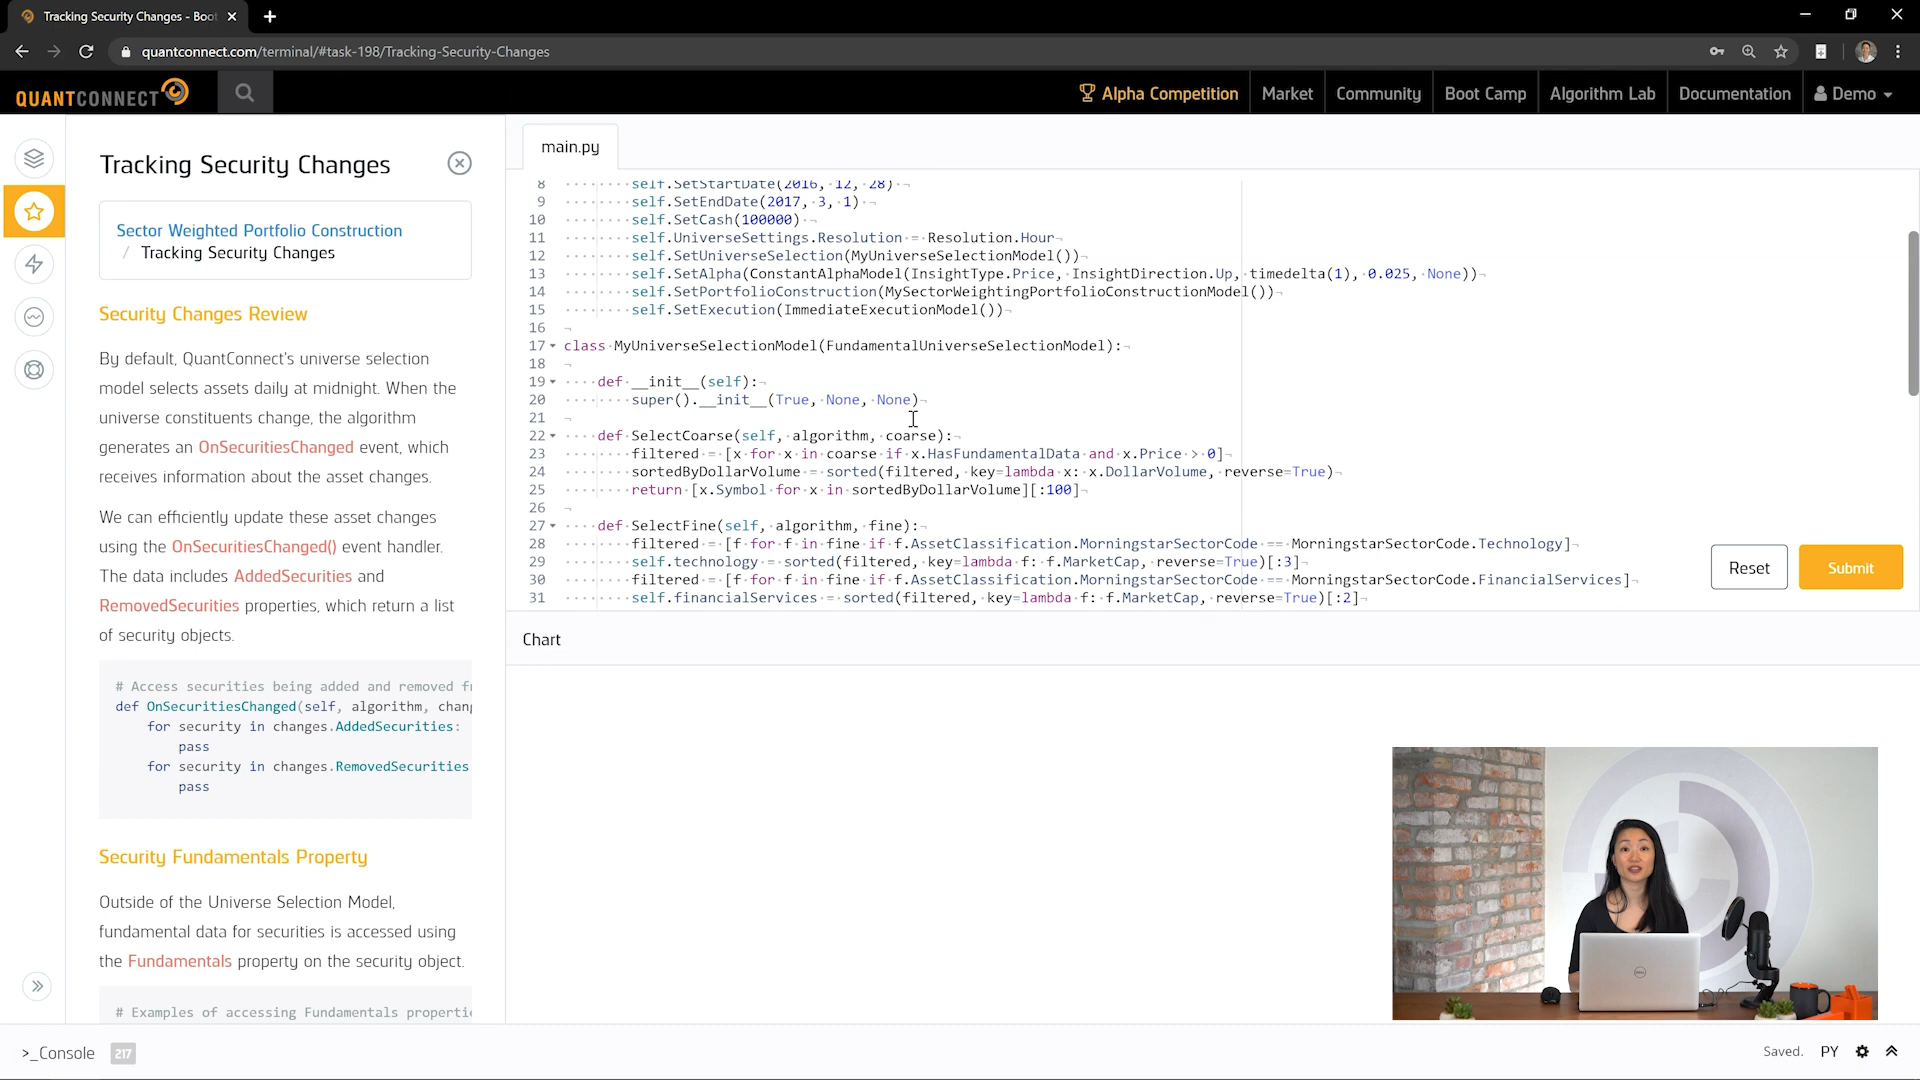 Tracking Security Changes - Boot
quantconnect.com/terminal/#task-198/Tracking-Security-Changes
QUANTCONNECT
Alpha Competition
Market
Community
Boot Camp
Algorithm Lab
Documentation
Demo
Tracking Security Changes
Sector Weighted Portfolio Construction
/ Tracking Security Changes
Security Changes Review
By default, QuantConnect's universe selection
model selects assets daily at midnight. When the
universe constituents change, the algorithm
generates an OnSecuritiesChanged event, which
receives information about the asset changes.
We can efficiently update these asset changes
using the OnSecuritiesChanged() event handler.
The data includes AddedSecurities and
RemovedSecurities properties, which return a list
of security objects.
# Access securities being added and removed fr
def OnSecuritiesChanged(self, algorithm, chang
for security in changes.AddedSecurities:
pass
for security in changes.RemovedSecurities
pass
Security Fundamentals Property
Outside of the Universe Selection Model,
fundamental data for securities is accessed using
the Fundamentals property on the security object.
# Examples of accessing Fundamentals propertie
main.py
8 self.SetStartDate(2016, 12, 28)
9 self.SetEndDate(2017, 3, 1)
10 self.SetCash(100000)
11 self.UniverseSettings.Resolution = Resolution.Hour
12 self.SetUniverseSelection(MyUniverseSelectionModel())
13 self.SetAlpha(ConstantAlphaModel(InsightType.Price, InsightDirection.Up, timedelta(1), 0.025, None))
14 self.SetPortfolioConstruction(MySectorWeightingPortfolioConstructionModel())
15 self.SetExecution(ImmediateExecutionModel())
16
17 class MyUniverseSelectionModel(FundamentalUniverseSelectionModel):
18
19 def __init__(self):
20 super().__init__(True, None, None)
21
22 def SelectCoarse(self, algorithm, coarse):
23 filtered = [x for x in coarse if x.HasFundamentalData and x.Price > 0]
24 sortedByDollarVolume = sorted(filtered, key=lambda x: x.DollarVolume, reverse=True)
25 return [x.Symbol for x in sortedByDollarVolume][:100]
26
27 def SelectFine(self, algorithm, fine):
28 filtered = [f for f in fine if f.AssetClassification.MorningstarSectorCode == MorningstarSectorCode.Technology]
29 self.technology = sorted(filtered, key=lambda f: f.MarketCap, reverse=True)[:3]
30 filtered = [f for f in fine if f.AssetClassification.MorningstarSectorCode == MorningstarSectorCode.FinancialServices]
31 self.financialServices = sorted(filtered, key=lambda f: f.MarketCap, reverse=True)[:2]
Reset
Submit
Chart
>_Console 217
Saved. PY